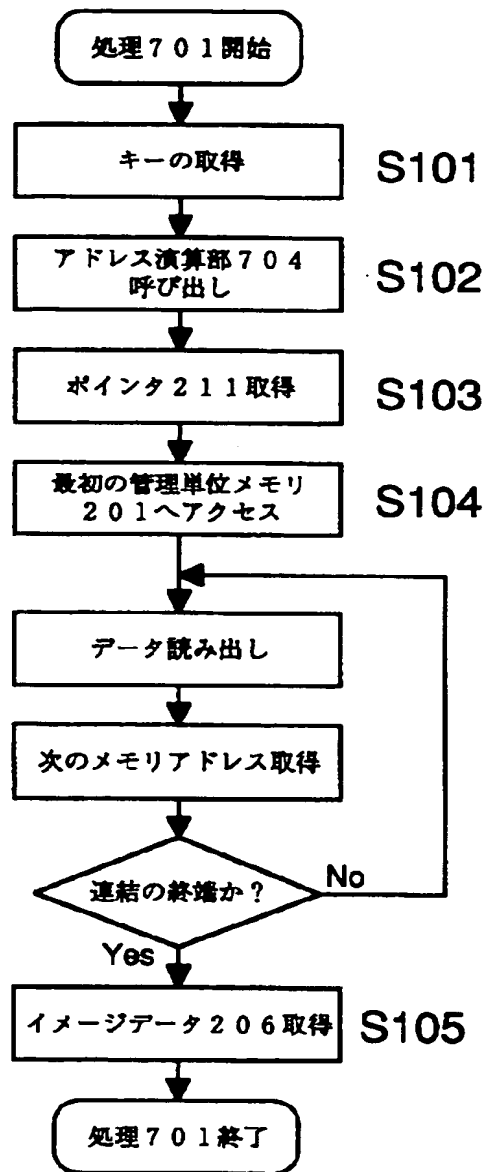 処理７０１開始
キーの取得
S101
アドレス演算部７０４
呼び出し
S102
ポインタ２１１取得
S103
最初の管理単位メモリ
２０１へアクセス
S104
データ読み出し
次のメモリアドレス取得
連結の終端か？
No
Yes
イメージデータ２０６取得
S105
処理７０１終了